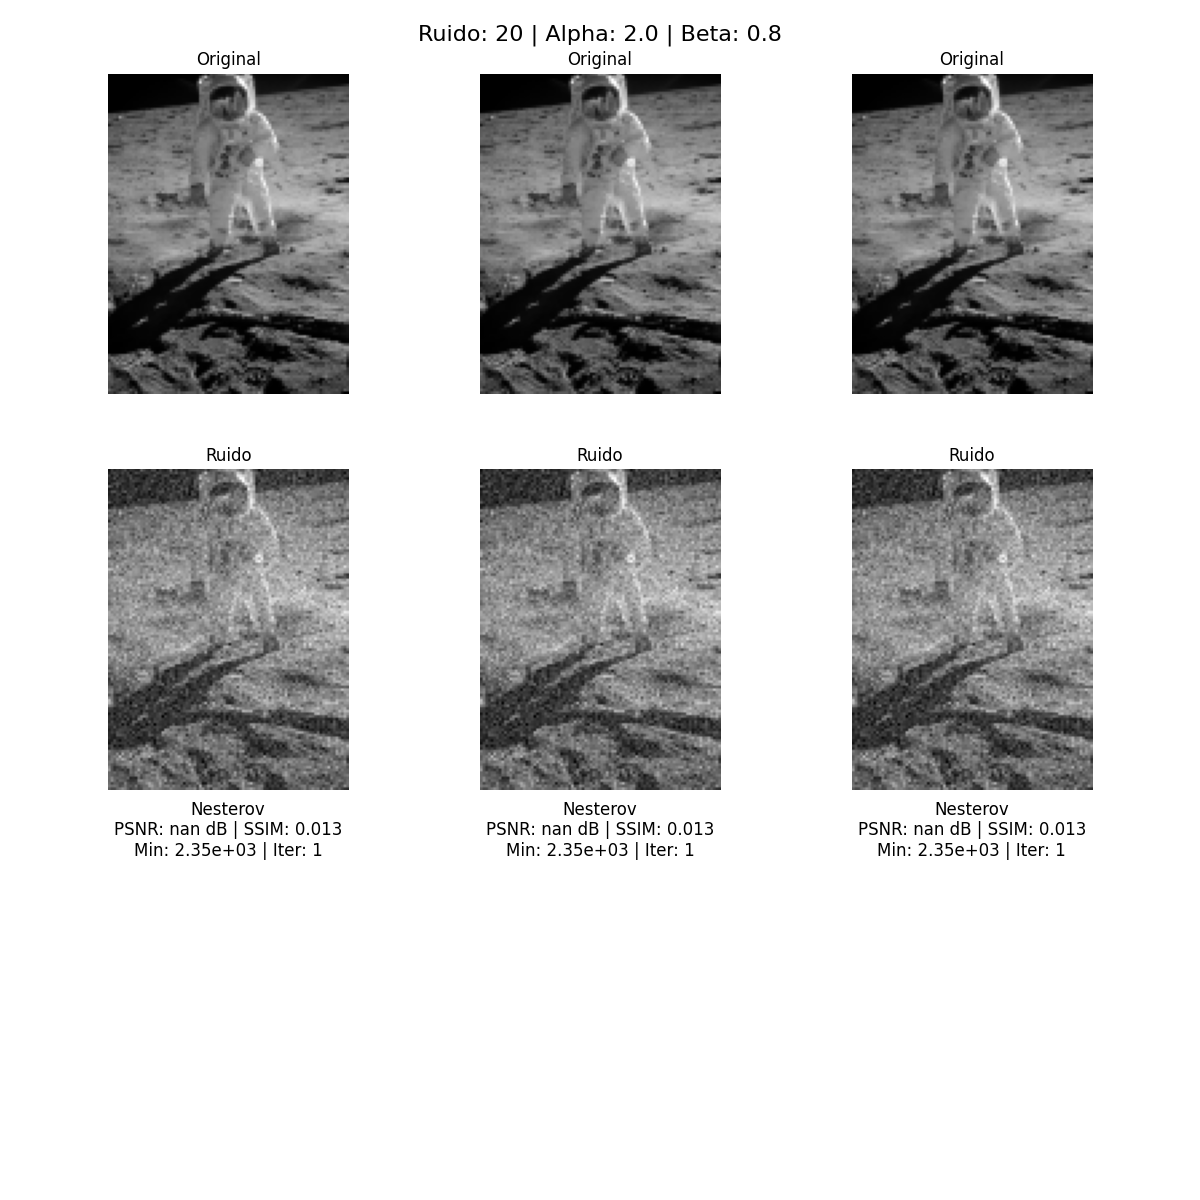 Ruido: 20 | Alpha: 2.0 | Beta: 0.8
Original
Original
Original
Ruido
Ruido
Ruido
Nesterov
PSNR: nan dB | SSIM: 0.013
Min: 2.35e+03 | Iter: 1
Nesterov
PSNR: nan dB | SSIM: 0.013
Min: 2.35e+03 | Iter: 1
Nesterov
PSNR: nan dB | SSIM: 0.013
Min: 2.35e+03 | Iter: 1